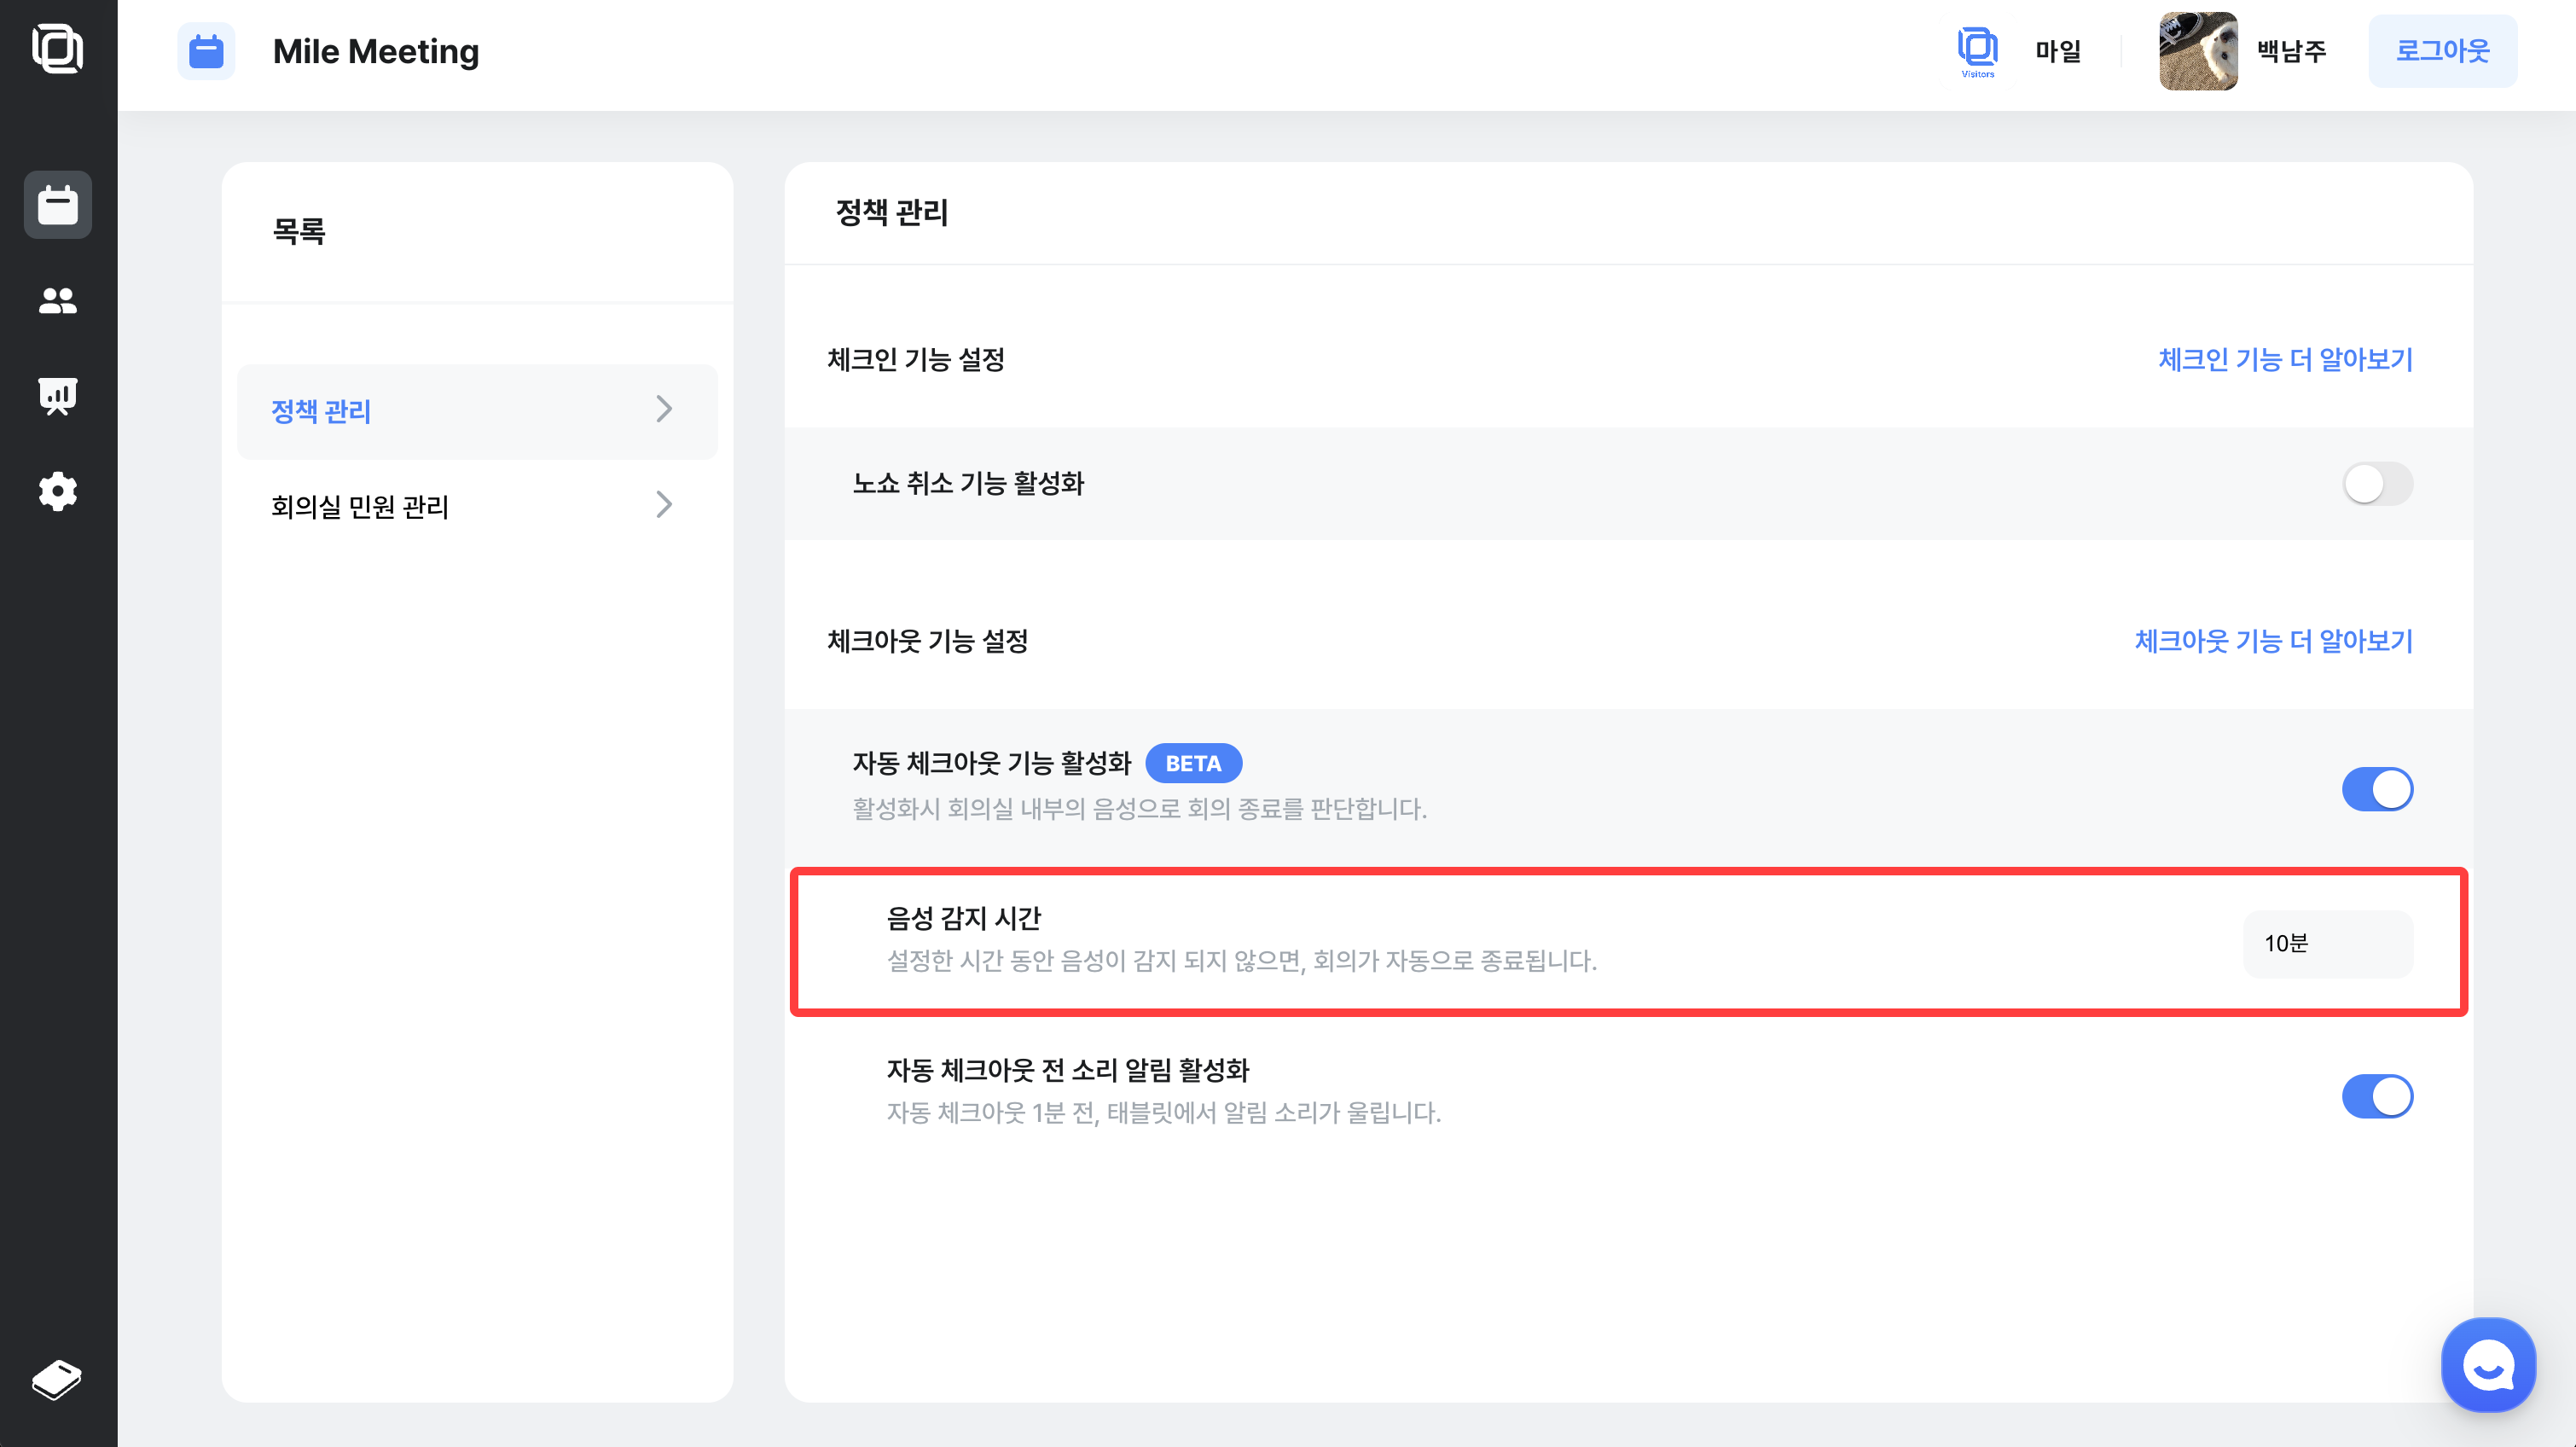 Mile Meeting
Visitors
마일
백남주
로그아웃
목록
정책 관리
회의실 민원 관리
정책 관리
체크인 기능 설정
체크인 기능 더 알아보기
노쇼 취소 기능 활성화
체크아웃 기능 설정
체크아웃 기능 더 알아보기
자동 체크아웃 기능 활성화 BETA
활성화시 회의실 내부의 음성으로 회의 종료를 판단합니다.
음성 감지 시간
설정한 시간 동안 음성이 감지 되지 않으면, 회의가 자동으로 종료됩니다.
10분
자동 체크아웃 전 소리 알림 활성화
자동 체크아웃 1분 전, 태블릿에서 알림 소리가 울립니다.